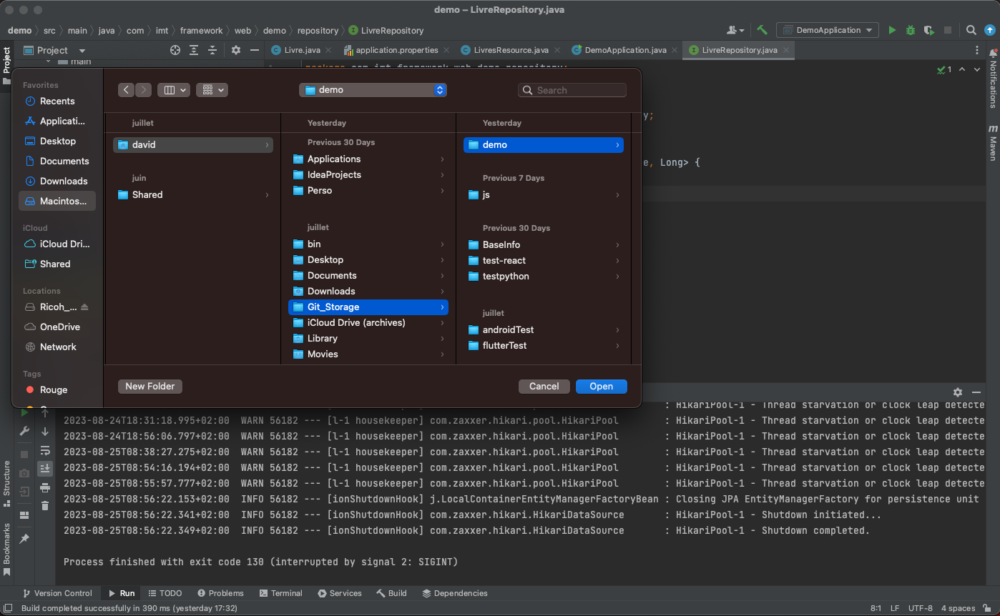 demo – LivreRepository.java
demo src main java com imt framework web demo repository LivreRepository
DemoApplication
Project
Project
Livre.java
application.properties
LivresResource.java
DemoApplication.java
LivreRepository.java
main
1
Notifications
Maven
y;
e, Long> {
Favorites
Recents
Applicati...
Desktop
Documents
Downloads
Macintos...
iCloud
iCloud Dri...
Shared
Locations
Ricoh_...
OneDrive
Network
Tags
Rouge
demo
Search
juillet
david
juin
Shared
Yesterday
Previous 30 Days
Applications
IdeaProjects
Perso
juillet
bin
Desktop
Documents
Downloads
Git_Storage
iCloud Drive (archives)
Library
Movies
Yesterday
demo
Previous 7 Days
js
Previous 30 Days
BaseInfo
test-react
testpython
juillet
androidTest
flutterTest
New Folder
Cancel
Open
: HikariPool-1 - Thread starvation or clock leap detecte
2023-08-24T18:31:18.995+02:00 WARN 56182 --- [l-1 housekeeper] com.zaxxer.hikari.pool.HikariPool : HikariPool-1 - Thread starvation or clock leap detecte
2023-08-24T18:56:06.797+02:00 WARN 56182 --- [l-1 housekeeper] com.zaxxer.hikari.pool.HikariPool : HikariPool-1 - Thread starvation or clock leap detecte
2023-08-25T08:38:27.275+02:00 WARN 56182 --- [l-1 housekeeper] com.zaxxer.hikari.pool.HikariPool : HikariPool-1 - Thread starvation or clock leap detecte
2023-08-25T08:54:16.194+02:00 WARN 56182 --- [l-1 housekeeper] com.zaxxer.hikari.pool.HikariPool : HikariPool-1 - Thread starvation or clock leap detecte
2023-08-25T08:55:57.777+02:00 WARN 56182 --- [l-1 housekeeper] com.zaxxer.hikari.pool.HikariPool : HikariPool-1 - Thread starvation or clock leap detecte
2023-08-25T08:56:22.153+02:00 INFO 56182 --- [ionShutdownHook] j.LocalContainerEntityManagerFactoryBean : Closing JPA EntityManagerFactory for persistence unit
2023-08-25T08:56:22.341+02:00 INFO 56182 --- [ionShutdownHook] com.zaxxer.hikari.HikariDataSource : HikariPool-1 - Shutdown initiated...
2023-08-25T08:56:22.349+02:00 INFO 56182 --- [ionShutdownHook] com.zaxxer.hikari.HikariDataSource : HikariPool-1 - Shutdown completed.
Process finished with exit code 130 (interrupted by signal 2: SIGINT)
Structure
Bookmarks
Version Control Run TODO Problems Terminal Services Build Dependencies
Build completed successfully in 390 ms (yesterday 17:32)
8:1 LF UTF-8 4 spaces